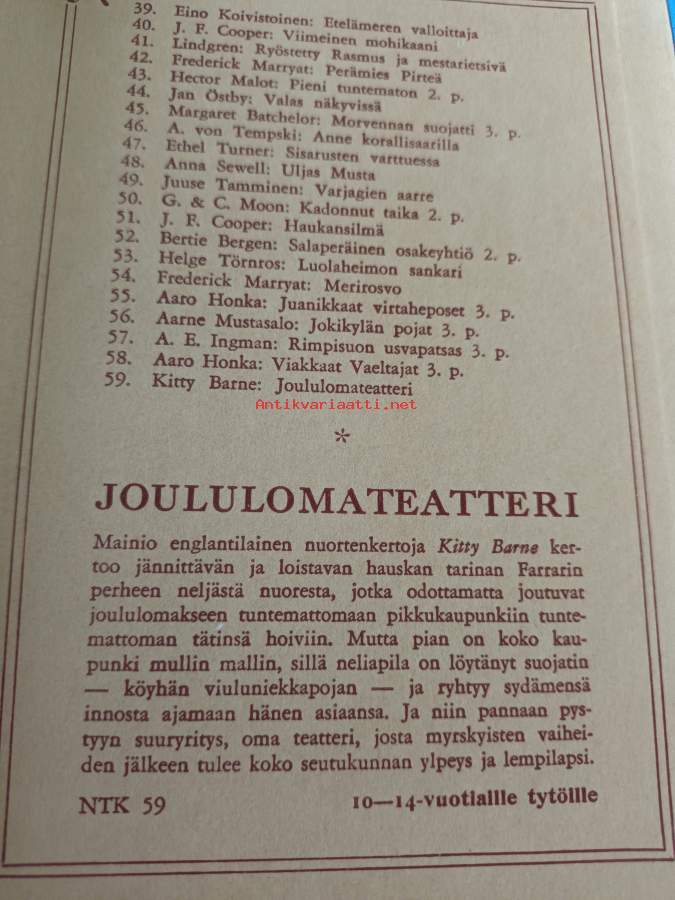 39. Eino Koivistoinen: Etelämeren valloittaja
40. J. F. Cooper: Viimeinen mohikaani
41. Lindgren: Ryöstetty Rasmus ja mestarietsivä
42. Frederick Marryat: Perämies Pirteä
43. Hector Malot: Pieni tuntematon 2. p.
44. Jan Östby: Valas näkyvissä
45. Margaret Batchelor: Morvennan suojatti 3. p.
46. A. von Tempski: Anne korallisaarilla
47. Ethel Turner: Sisarusten varttuessa
48. Anna Sewell: Uljas Musta
49. Juuse Tamminen: Varjagien aarre
50. G. & C. Moon: Kadonnut taika 2. p.
51. J. F. Cooper: Haukansilmä
52. Bertie Bergen: Salaperäinen osakeyhtiö 2. p.
53. Helge Törnros: Luolaheimon sankari
54. Frederick Marryat: Merirosvo
55. Aaro Honka: Juanikkaat virtaheposet 3. p.
56. Aarne Mustasalo: Jokikylän pojat 3. p.
57. A. E. Ingman: Rimpisuon usvapatsas 3. p.
58. Aaro Honka: Viakkaat Vaeltajat 3. p.
59. Kitty Barne: Joululomateatteri
Antikvariaatti.net
*
JOULULOMATEATTERI
Mainio englantilainen nuortenkertoja Kitty Barne ker-
too jännittävän ja loistavan hauskan tarinan Farrarin
perheen neljästä nuoresta, jotka odottamatta joutuvat
joululomakseen tuntemattomaan pikkukaupunkiin tunte-
mattoman tätinsä hoiviin. Mutta pian on koko kau-
punki mullin mallin, sillä neliapila on löytänyt suojatin
— köyhän viuluniekkapojan — ja ryhtyy sydämensä
innosta ajamaan hänen asiaansa. Ja niin pannaan pys-
tyyn suuryritys, oma teatteri, josta myrskyisten vaihei-
den jälkeen tulee koko seutukunnan ylpeys ja lempilapsi.
NTK 59 10—14-vuotiaille tytöille